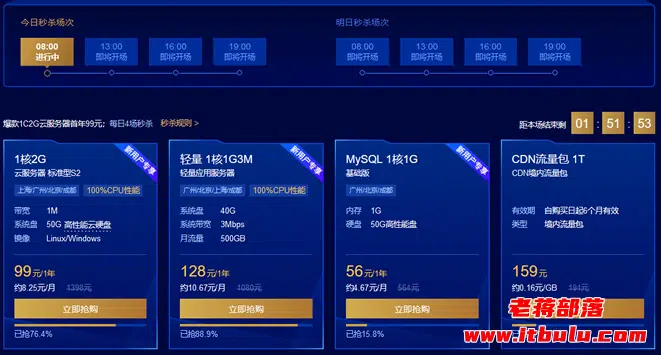 今日秒杀场次
明日秒杀场次
08:00
进行中
13:00
即将开场
16:00
即将开场
19:00
即将开场
08:00
即将开场
13:00
即将开场
16:00
即将开场
19:00
即将开场
爆款1C2G云服务器首年99元；每日4场秒杀 秒杀规则 >
距本场结束剩 01 : 51 : 53
新用户专享
1核2G
云服务器 标准型S2
上海/广州/北京/成都 100%CPU性能
带宽 1M
系统盘 50G 高性能云硬盘
镜像 Linux/Windows
99元/1年
约8.25元/月 1398元
立即抢购
已抢76.4%
新用户专享
轻量 1核1G3M
轻量应用服务器
广州/北京/上海/成都 100%CPU性能
系统盘 40G
系统带宽 3Mbps
月流量 500GB
128元/1年
约10.67元/月 1080元
立即抢购
已抢88.9%
新用户专享
MySQL 1核1G
基础版
广州/北京/上海/成都
内存 1G
硬盘 50G高性能盘
56元/1年
约4.67元/月 564元
立即抢购
已抢15.8%
CDN流量包 1T
CDN境内流量包
有效期 自购买日起6个月有效
类型 境内流量包
159元
约0.16元/GB 194元
老蒋部落
www.itbulu.com